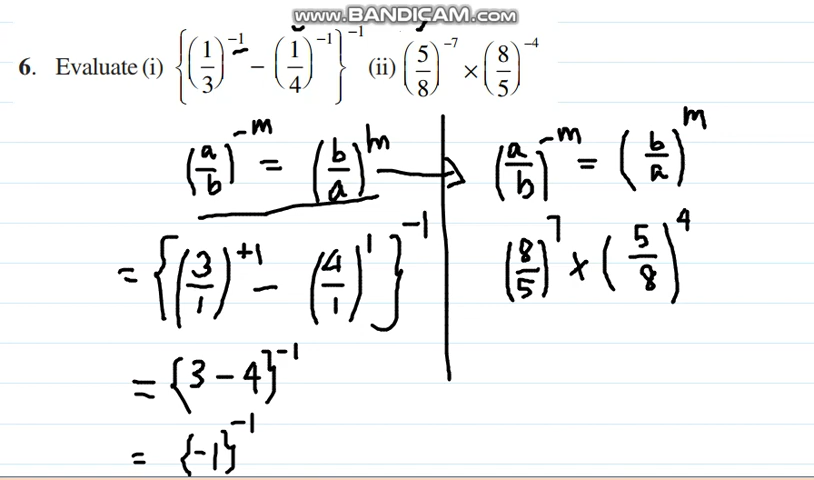 www.BANDICAM.com
6. Evaluate (i) {(1/3)⁻¹ − (1/4)⁻¹}⁻¹ (ii) (5/8)⁻⁷ × (8/5)⁻⁴
(a/b)⁻ᵐ = (b/a)ᵐ
= {(3/1)⁺¹ − (4/1)¹}⁻¹
= {3 − 4}⁻¹
= {-1}⁻¹
(a/b)⁻ᵐ = (b/a)ᵐ
(8/5)⁷ × (5/8)⁴